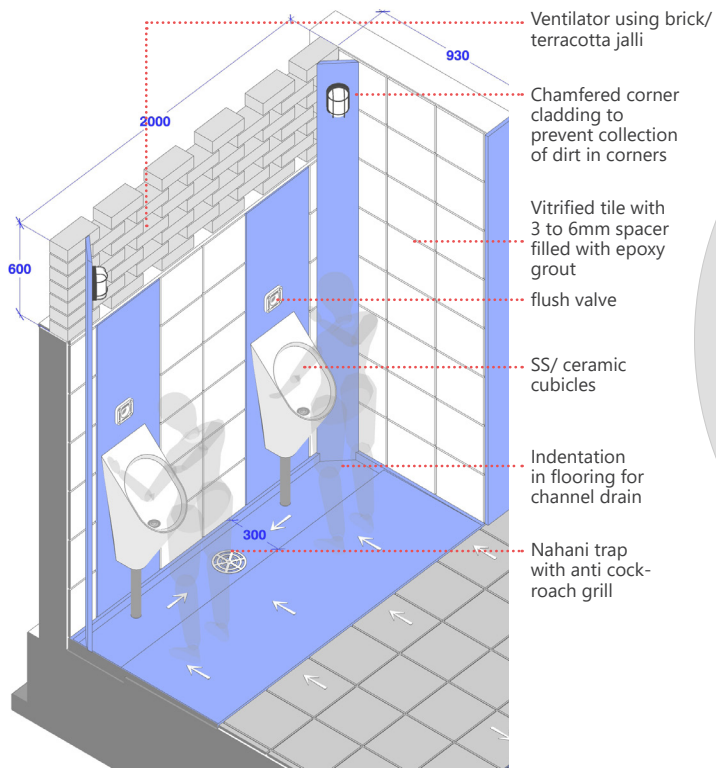 Ventilator using brick/
terracotta jalli
930
2000
Chamfered corner
cladding to
prevent collection
of dirt in corners
Vitrified tile with
3 to 6mm spacer
filled with epoxy
grout
600
flush valve
SS/ ceramic
cubicles
Indentation
in flooring for
channel drain
300
Nahani trap
with anti cock-
roach grill